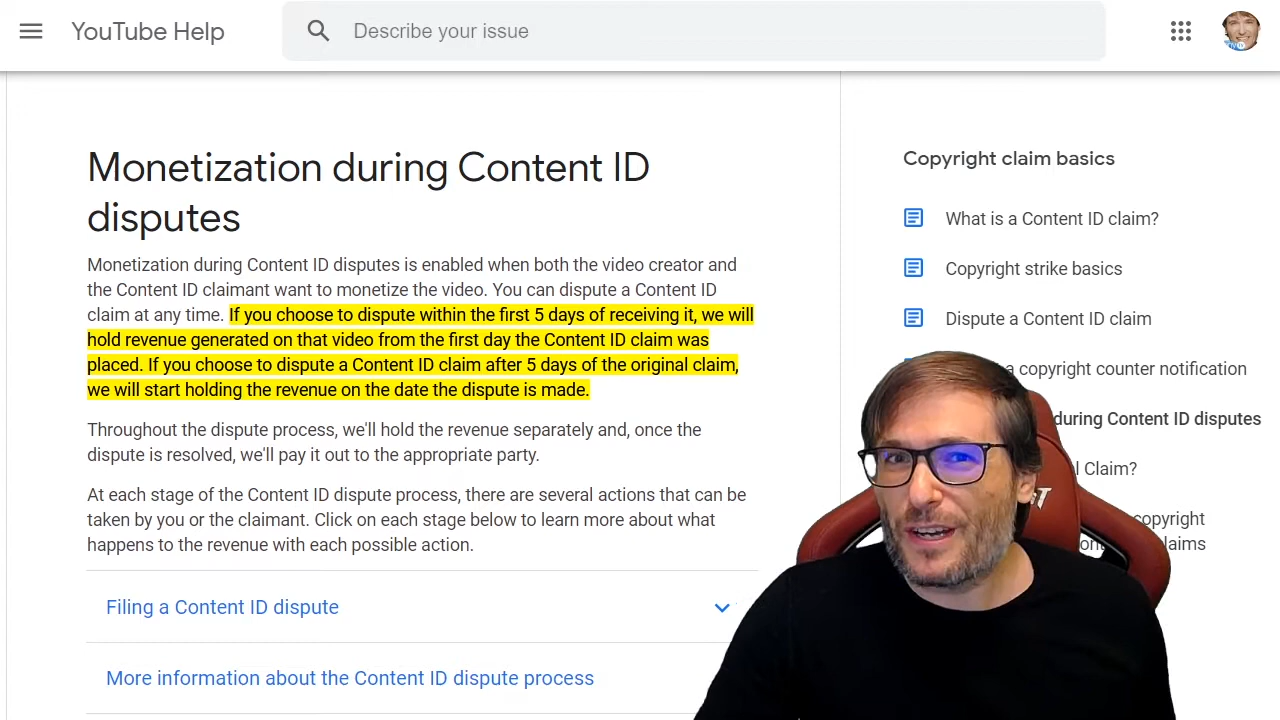 YouTube Help
Describe your issue
Monetization during Content ID
disputes
Monetization during Content ID disputes is enabled when both the video creator and
the Content ID claimant want to monetize the video. You can dispute a Content ID
claim at any time. If you choose to dispute within the first 5 days of receiving it, we will
hold revenue generated on that video from the first day the Content ID claim was
placed. If you choose to dispute a Content ID claim after 5 days of the original claim,
we will start holding the revenue on the date the dispute is made.
Throughout the dispute process, we'll hold the revenue separately and, once the
dispute is resolved, we'll pay it out to the appropriate party.
At each stage of the Content ID dispute process, there are several actions that can be
taken by you or the claimant. Click on each stage below to learn more about what
happens to the revenue with each possible action.
Filing a Content ID dispute
More information about the Content ID dispute process
Copyright claim basics
What is a Content ID claim?
Copyright strike basics
Dispute a Content ID claim
a copyright counter notification
during Content ID disputes
Claim?
copyright